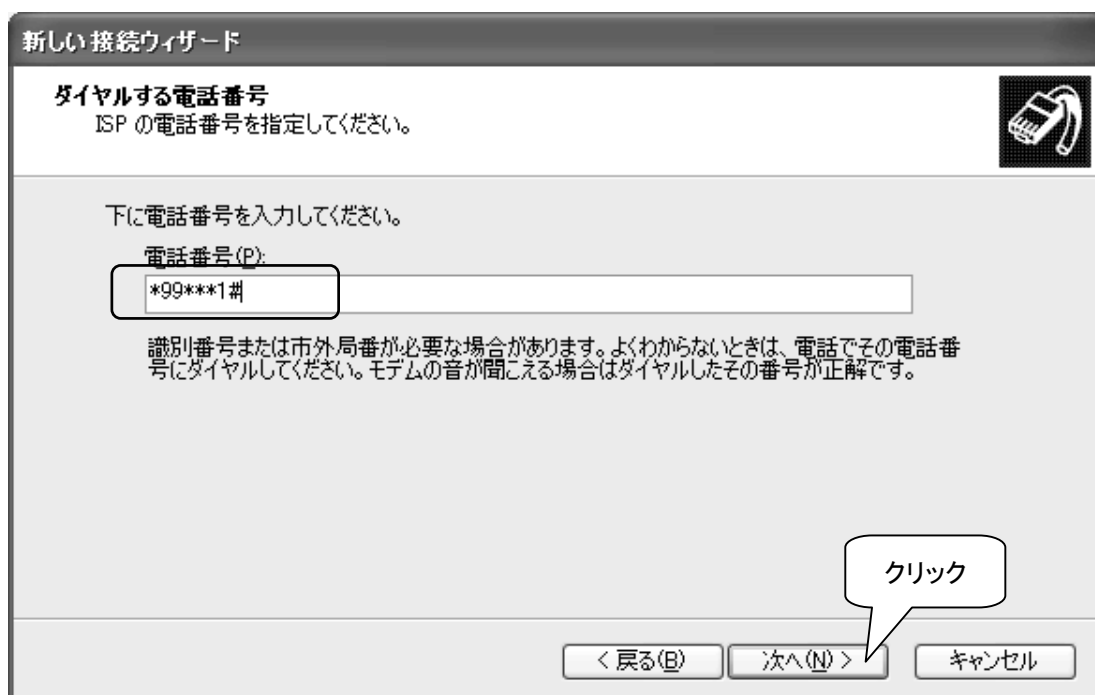 新しい接続ウィザード
ダイヤルする電話番号
ISP の電話番号を指定してください。
下に電話番号を入力してください。
電話番号(P):
*99***1#
識別番号または市外局番が必要な場合があります。よくわからないときは、電話でその電話番
号にダイヤルしてください。モデムの音が聞こえる場合はダイヤルしたその番号が正解です。
クリック
< 戻る(B) 次へ(N) > キャンセル